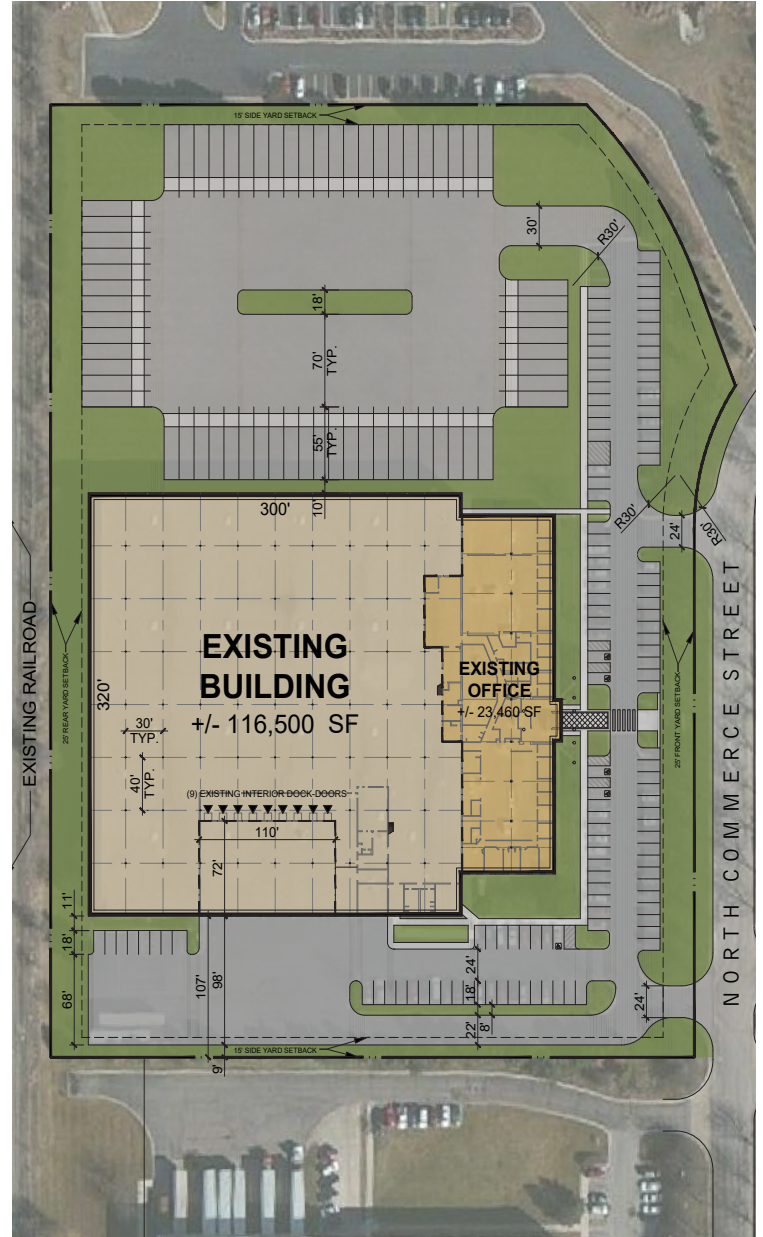 15' SIDE YARD SETBACK
30'
R30'
18'
70'
TYP.
55'
TYP.
10'
300'
R30'
R30'
24'
EXISTING RAILROAD
25' REAR YARD SETBACK
320'
EXISTING
BUILDING
+/- 116,500 SF
30'
TYP.
40'
TYP.
EXISTING
OFFICE
+/- 23,460 SF
25' FRONT YARD SETBACK
NORTH COMMERCE STREET
(9) EXISTING INTERIOR DOCK-DOORS
110'
72'
11'
18'
68'
107'
98'
24'
18'
22'
8'
24'
15' SIDE YARD SETBACK
9'